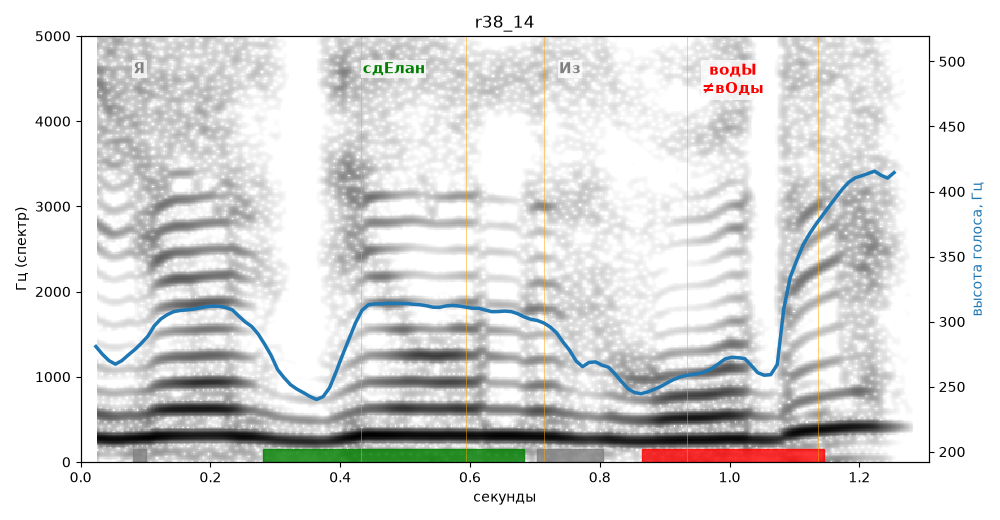 r38_14
Я
сдЕлан
Из
водЫ
≠вОды
Гц (спектр)
5000
4000
3000
2000
1000
0
500
450
400
350
300
250
200
высота голоса, Гц
0.0 0.2 0.4 0.6 0.8 1.0 1.2
секунды